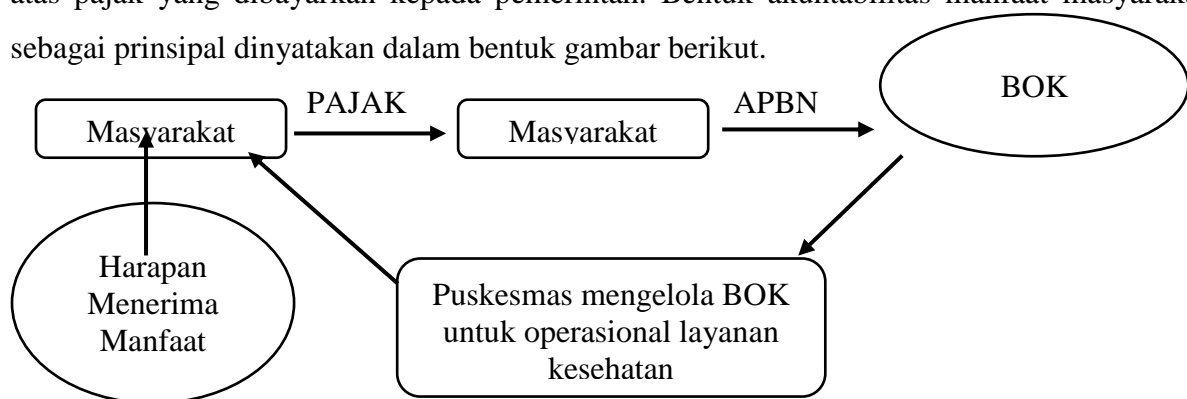 atas pajak yang dibayarkan kepada pemerintah. Bentuk akuntabilitas manfaat masyaraka
sebagai prinsipal dinyatakan dalam bentuk gambar berikut.
BOK
PAJAK
APBN
Masyarakat
Masyarakat
Harapan
Menerima
Manfaat
Puskesmas mengelola BOK
untuk operasional layanan
kesehatan